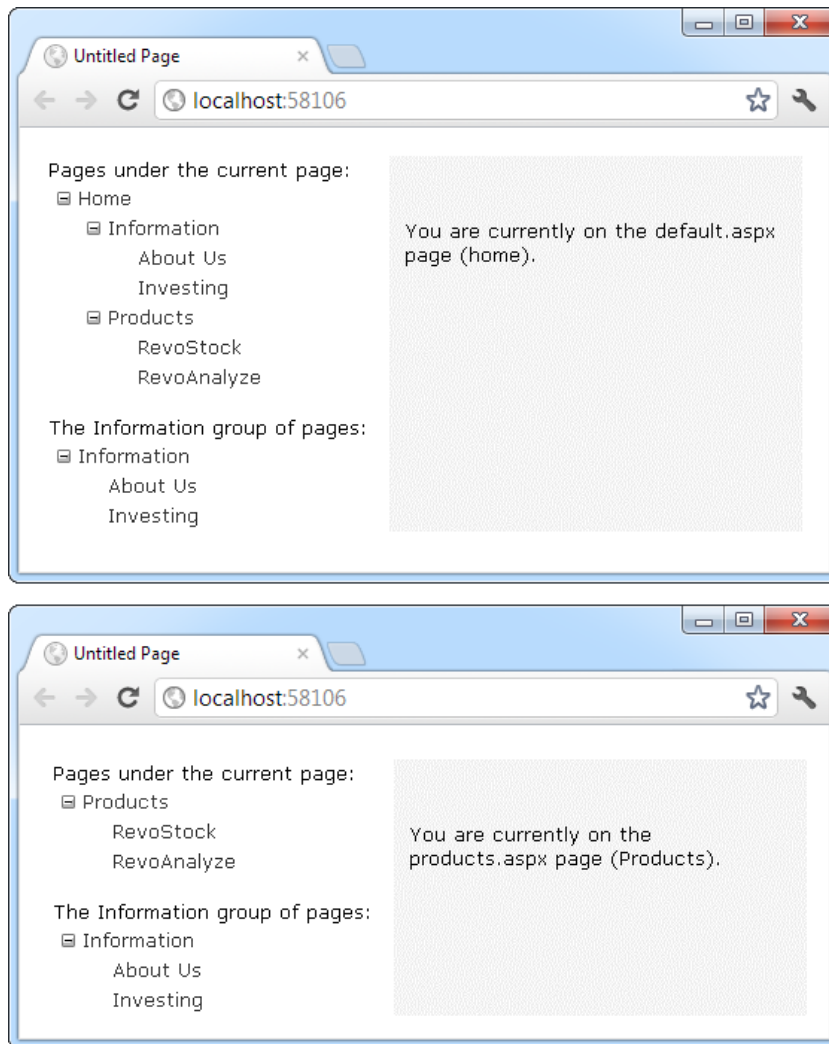 Untitled Page
localhost:58106
Pages under the current page:
Home
Information
About Us
Investing
Products
RevoStock
RevoAnalyze
The Information group of pages:
Information
About Us
Investing
You are currently on the default.aspx
page (home).
Untitled Page
localhost:58106
Pages under the current page:
Products
RevoStock
RevoAnalyze
The Information group of pages:
Information
About Us
Investing
You are currently on the
products.aspx page (Products).